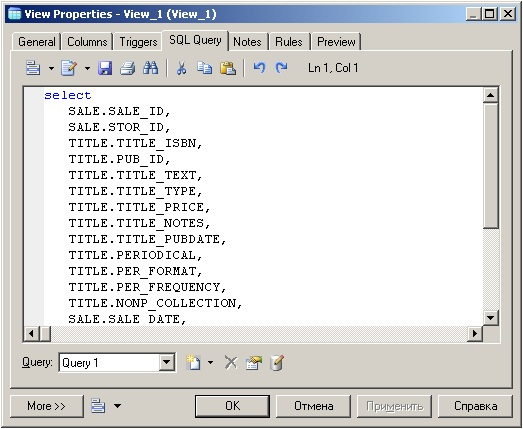 View Properties - View_1 (View_1)
General Columns Triggers SQL Query Notes Rules Preview
Ln 1, Col 1
select
SALE.SALE_ID,
SALE.STOR_ID,
TITLE.TITLE_ISBN,
TITLE.PUB_ID,
TITLE.TITLE_TEXT,
TITLE.TITLE_TYPE,
TITLE.TITLE_PRICE,
TITLE.TITLE_NOTES,
TITLE.TITLE_PUBDATE,
TITLE.PERIODICAL,
TITLE.PER_FORMAT,
TITLE.PER_FREQUENCY,
TITLE.NONP_COLLECTION,
SALE.SALE_DATE,
Query: Query 1
More >> OK Отмена Применить Справка